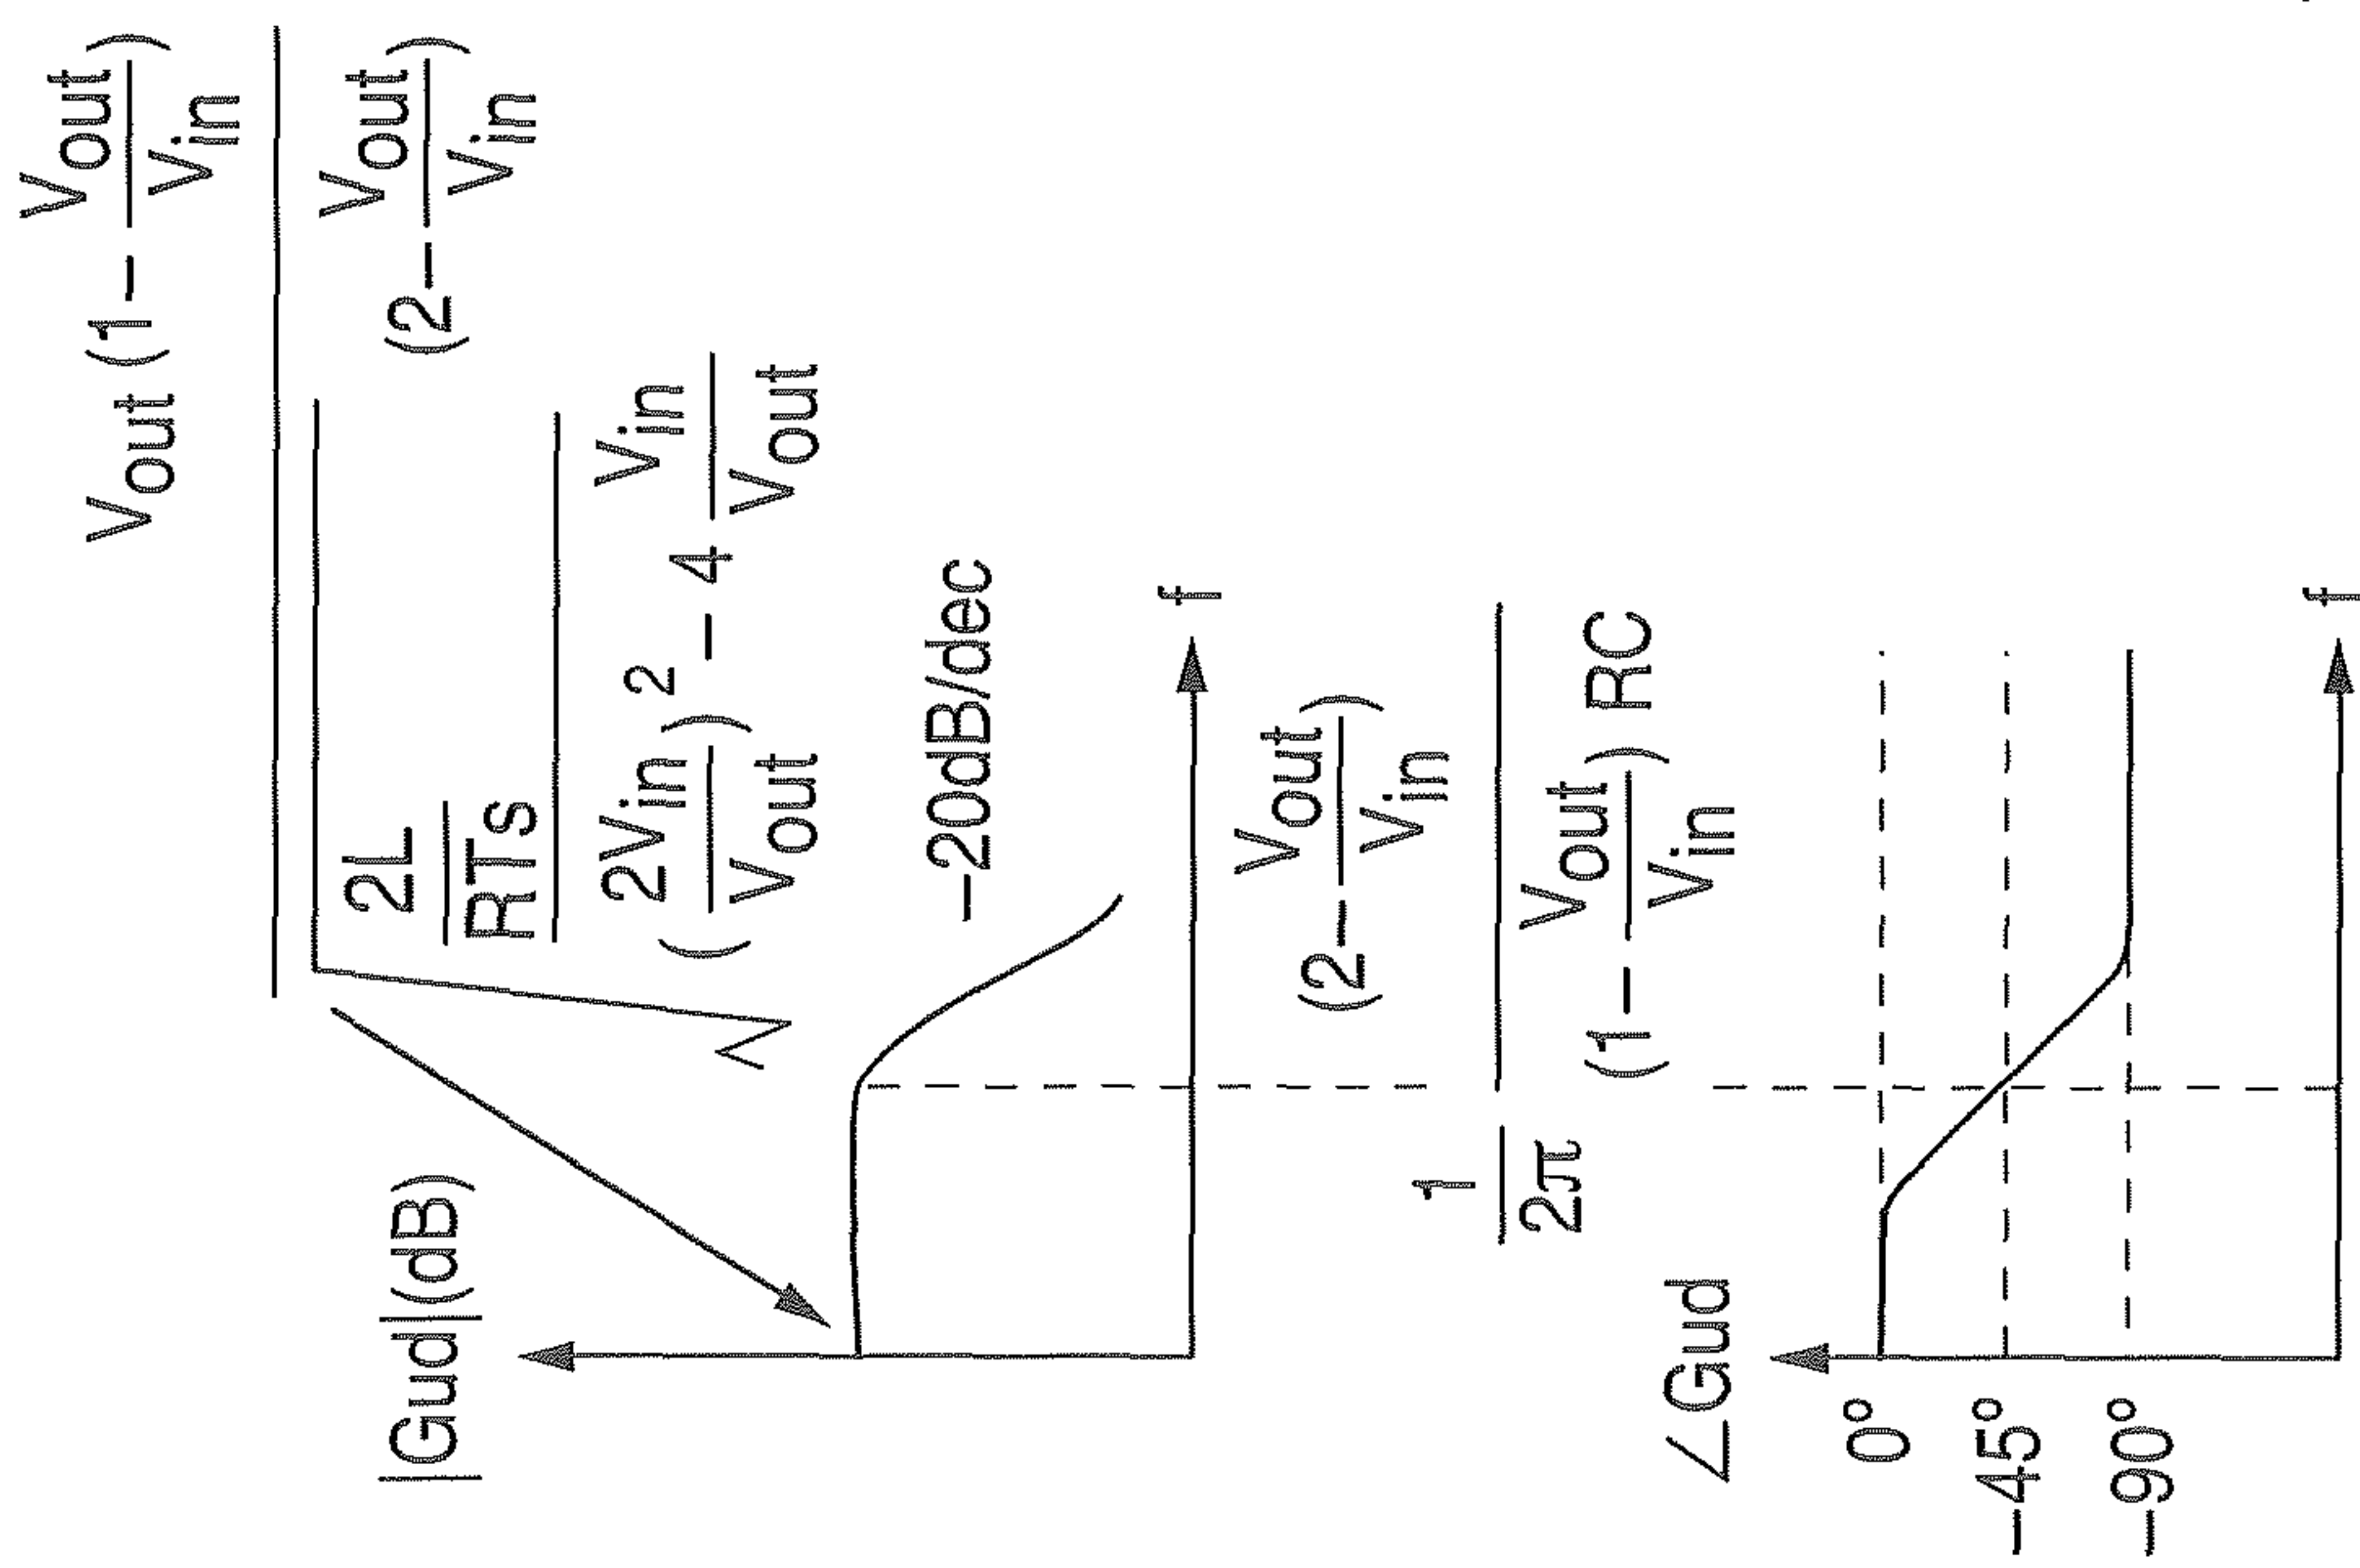 Vout (1 - Vout
Vin)
2L
RTs
(2Vin
Vout)² - 4 Vin
Vout
(2 - Vout
Vin)
|Gud|(dB)
-20dB/dec
f
1
2π
(2 - Vout
Vin)
(1 - Vout
Vin) RC
∠Gud
0°
-45°
-90°
f